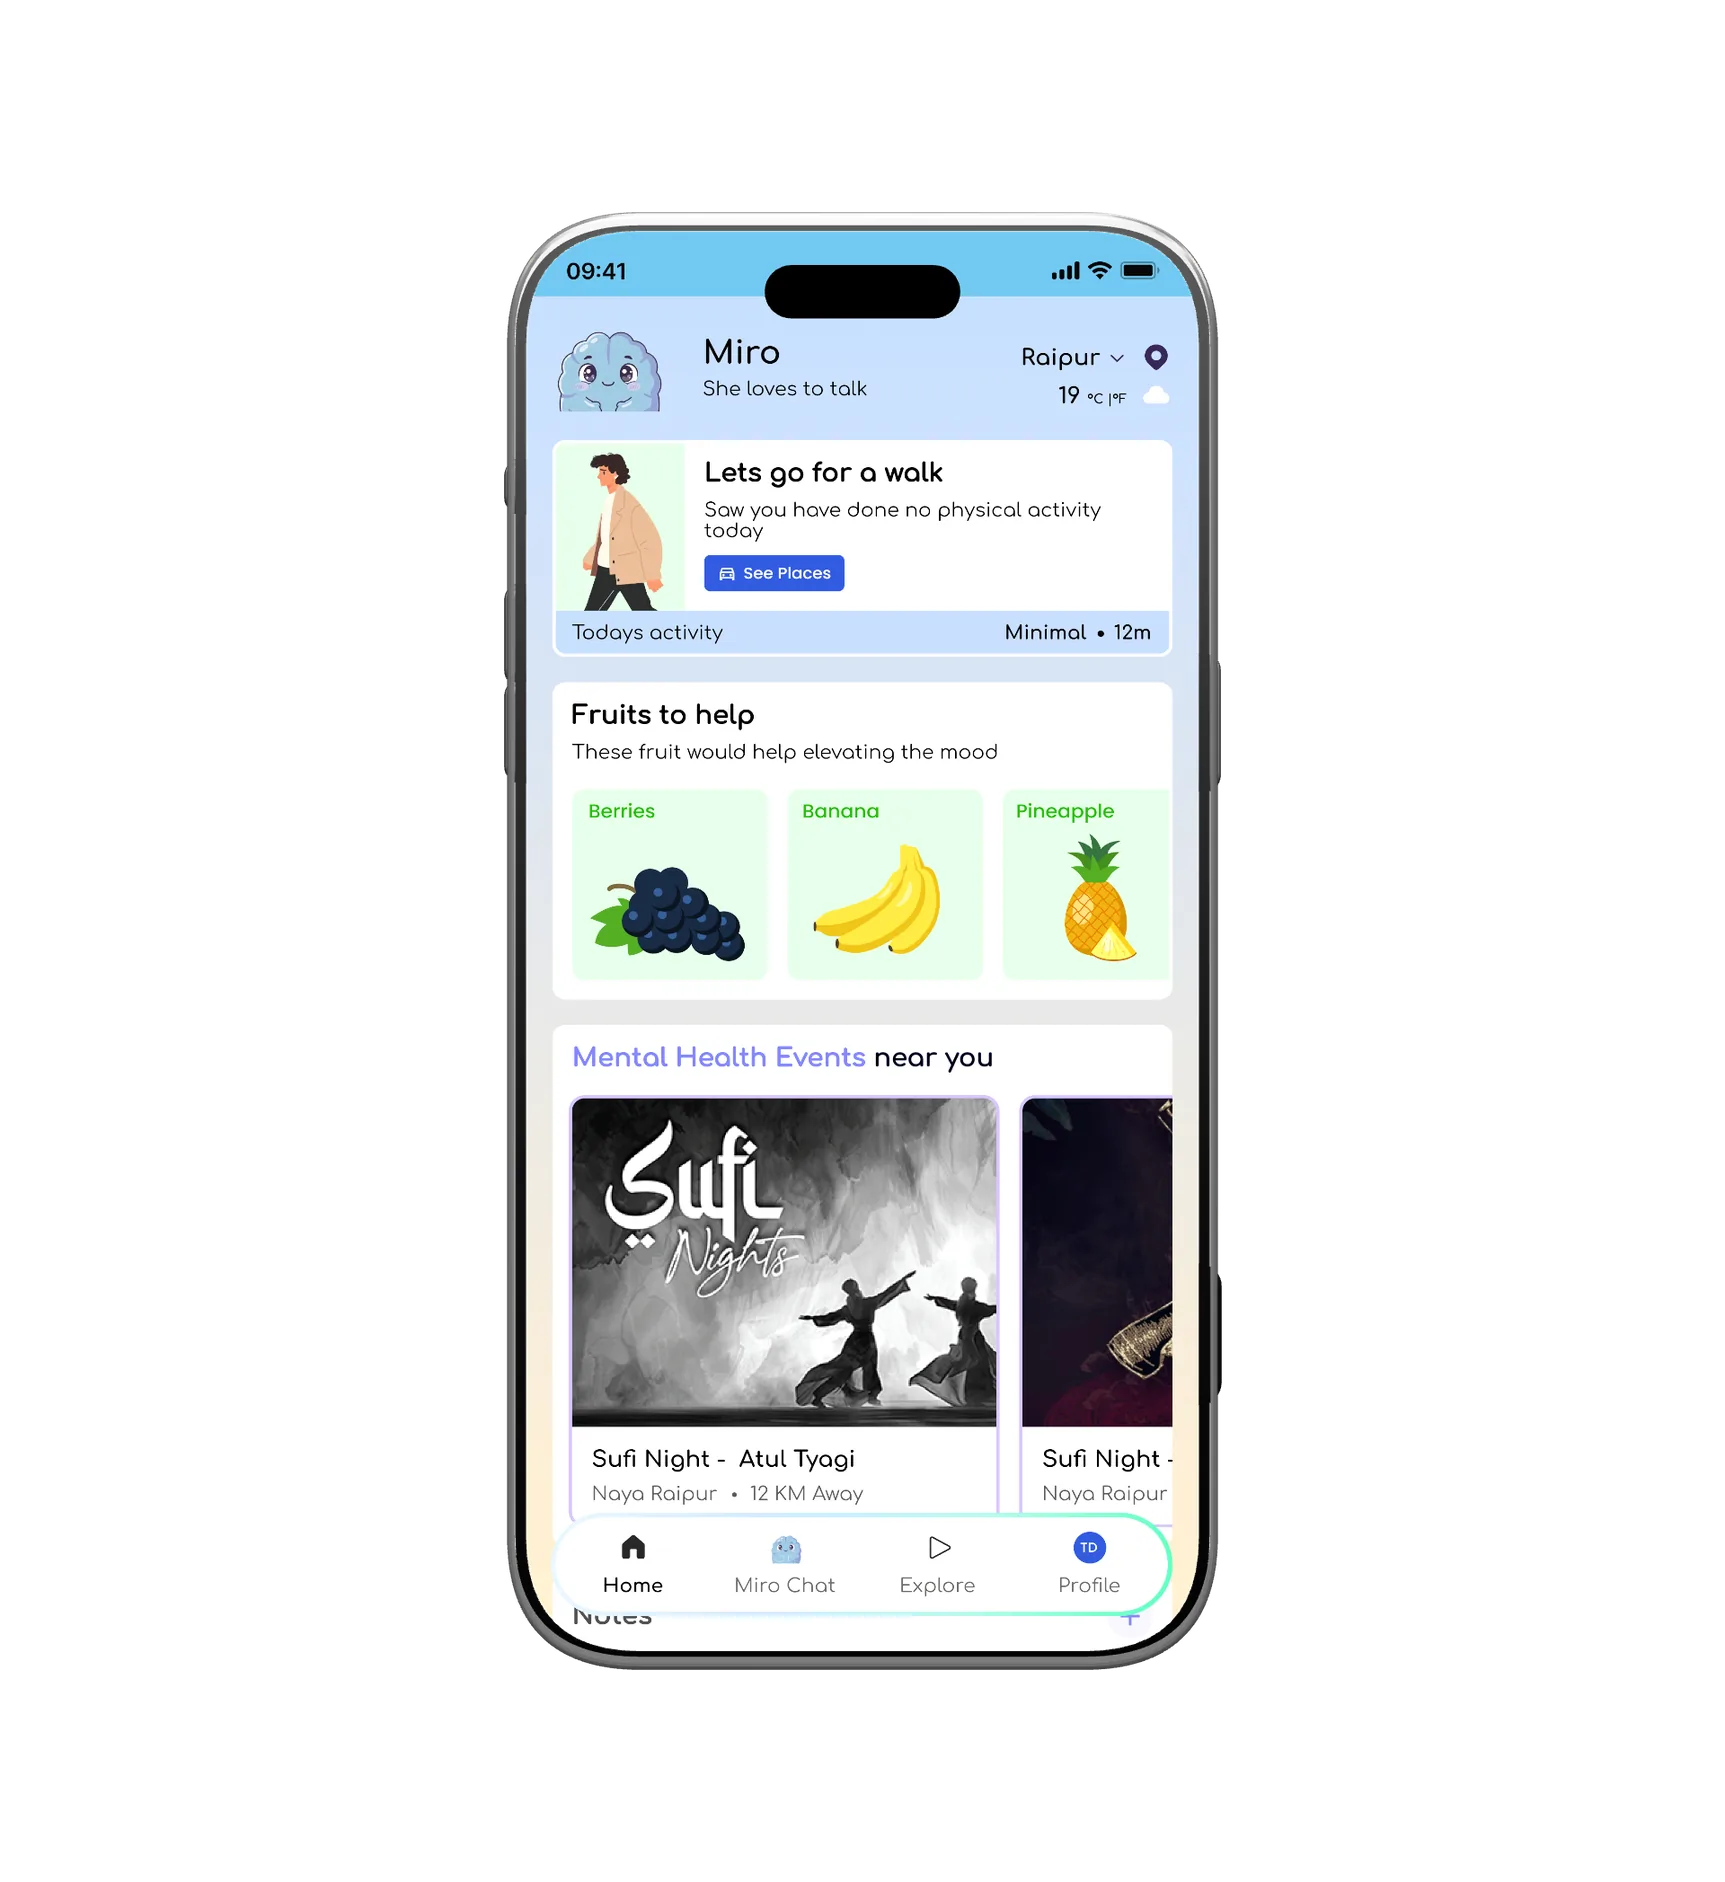 09:41
Miro
She loves to talk
Raipur
19 °C |°F
Lets go for a walk
Saw you have done no physical activity
today
See Places
Todays activity
Minimal • 12m
Fruits to help
These fruit would help elevating the mood
Berries
Banana
Pineapple
Mental Health Events near you
Sufi
Nights
Sufi Night - Atul Tyagi
Naya Raipur • 12 KM Away
Sufi Night -
Naya Raipur
TD
Home
Miro Chat
Explore
Profile
Notes
+